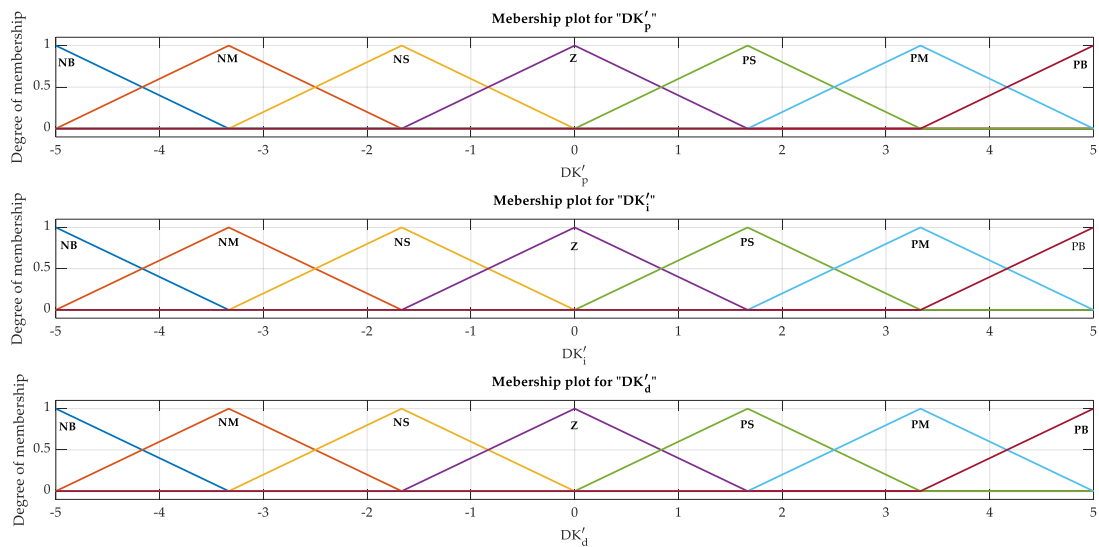 Mebership plot for "DK′p"
Degree of membership
1
0.5
0
NB NM NS Z PS PM PB
-5 -4 -3 -2 -1 0 1 2 3 4 5
DK′p
Mebership plot for "DK′i"
Degree of membership
1
0.5
0
NB NM NS Z PS PM PB
-5 -4 -3 -2 -1 0 1 2 3 4 5
DK′i
Mebership plot for "DK′d"
Degree of membership
1
0.5
0
NB NM NS Z PS PM PB
-5 -4 -3 -2 -1 0 1 2 3 4 5
DK′d